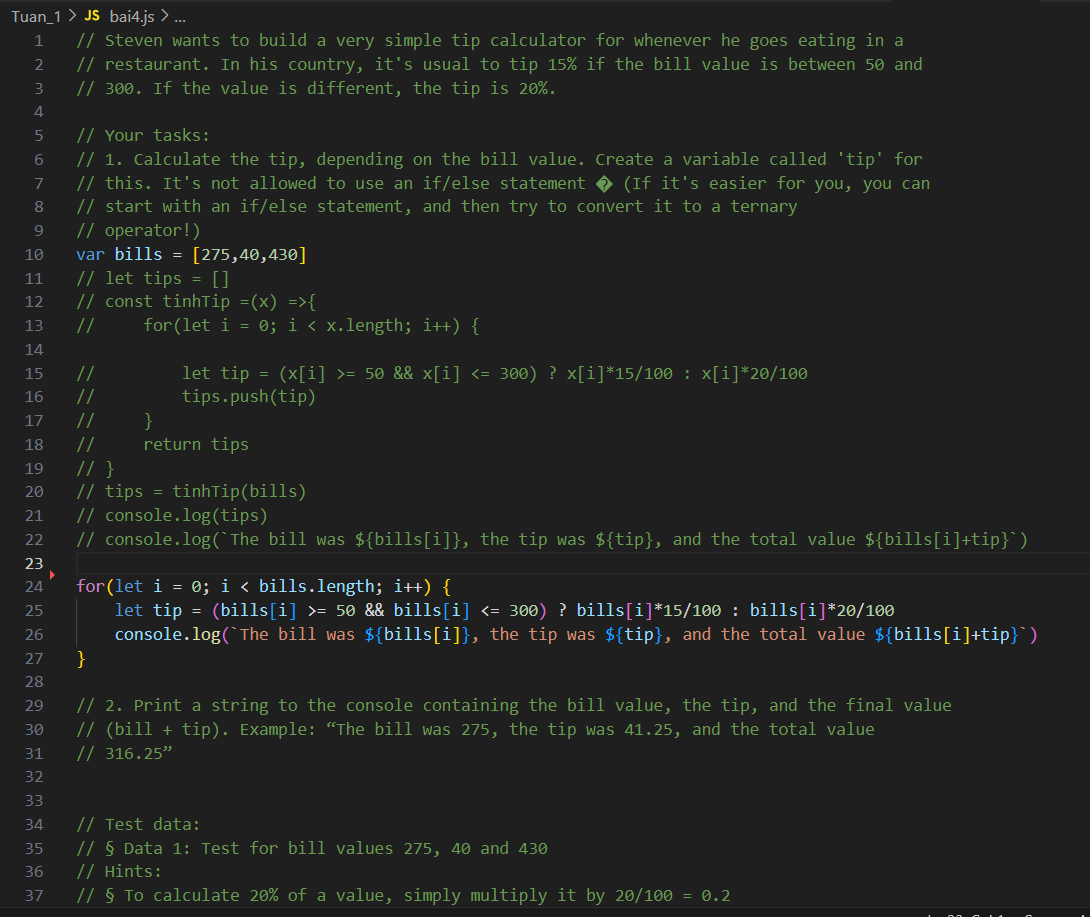 Tuan_1 > JS bai4.js > ...
1 // Steven wants to build a very simple tip calculator for whenever he goes eating in a
2 // restaurant. In his country, it's usual to tip 15% if the bill value is between 50 and
3 // 300. If the value is different, the tip is 20%.
4
5 // Your tasks:
6 // 1. Calculate the tip, depending on the bill value. Create a variable called 'tip' for
7 // this. It's not allowed to use an if/else statement � (If it's easier for you, you can
8 // start with an if/else statement, and then try to convert it to a ternary
9 // operator!)
10 var bills = [275,40,430]
11 // let tips = []
12 // const tinhTip =(x) =>{
13 //     for(let i = 0; i < x.length; i++) {
14
15 //         let tip = (x[i] >= 50 && x[i] <= 300) ? x[i]*15/100 : x[i]*20/100
16 //         tips.push(tip)
17 //     }
18 //     return tips
19 // }
20 // tips = tinhTip(bills)
21 // console.log(tips)
22 // console.log(`The bill was ${bills[i]}, the tip was ${tip}, and the total value ${bills[i]+tip}`)
23
24 for(let i = 0; i < bills.length; i++) {
25     let tip = (bills[i] >= 50 && bills[i] <= 300) ? bills[i]*15/100 : bills[i]*20/100
26     console.log(`The bill was ${bills[i]}, the tip was ${tip}, and the total value ${bills[i]+tip}`)
27 }
28
29 // 2. Print a string to the console containing the bill value, the tip, and the final value
30 // (bill + tip). Example: “The bill was 275, the tip was 41.25, and the total value
31 // 316.25”
32
33
34 // Test data:
35 // § Data 1: Test for bill values 275, 40 and 430
36 // Hints:
37 // § To calculate 20% of a value, simply multiply it by 20/100 = 0.2